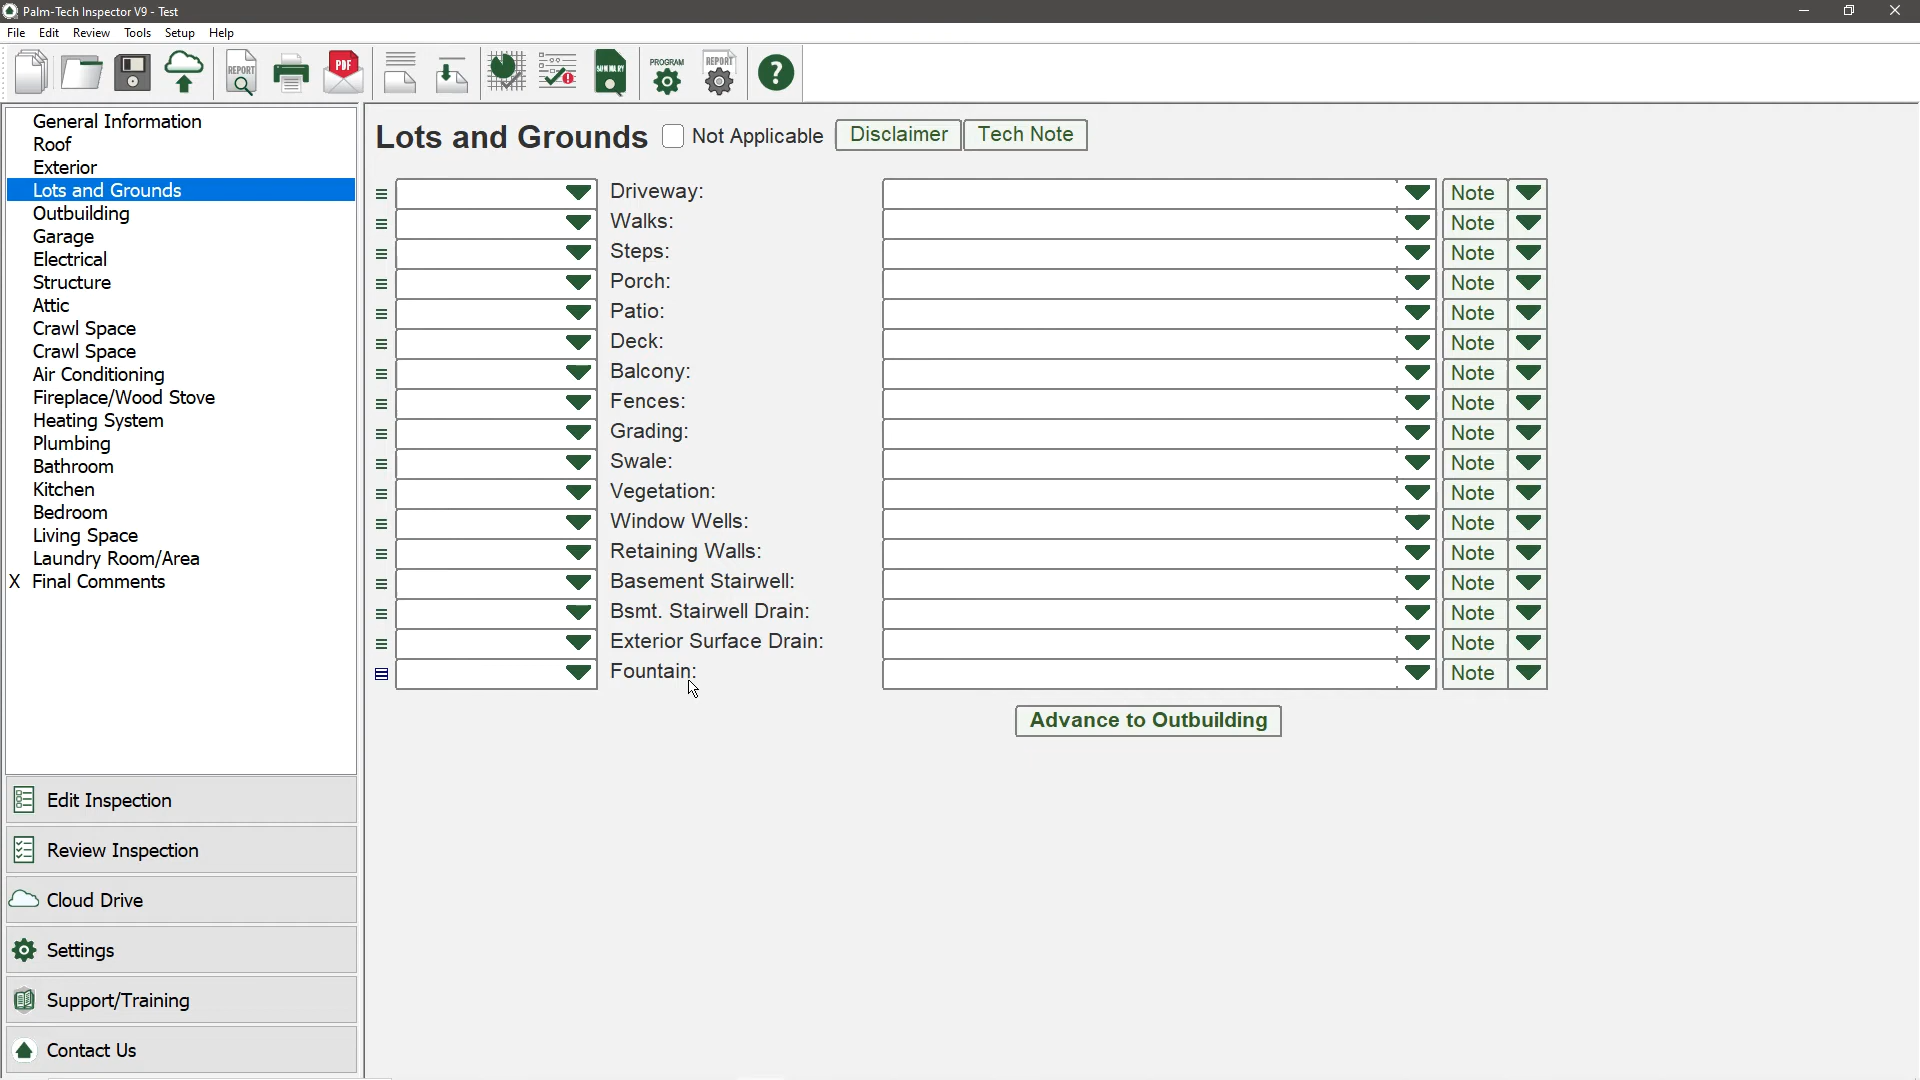 Palm-Tech Inspector V9 - Test
File Edit Review Tools Setup Help
REPORT PDF SUMMARY PROGRAM REPORT ?
General Information
Roof
Exterior
Lots and Grounds
Outbuilding
Garage
Electrical
Structure
Attic
Crawl Space
Crawl Space
Air Conditioning
Fireplace/Wood Stove
Heating System
Plumbing
Bathroom
Kitchen
Bedroom
Living Space
Laundry Room/Area
X Final Comments
Edit Inspection
Review Inspection
Cloud Drive
Settings
Support/Training
Contact Us
Lots and Grounds Not Applicable Disclaimer Tech Note
Driveway: Note
Walks: Note
Steps: Note
Porch: Note
Patio: Note
Deck: Note
Balcony: Note
Fences: Note
Grading: Note
Swale: Note
Vegetation: Note
Window Wells: Note
Retaining Walls: Note
Basement Stairwell: Note
Bsmt. Stairwell Drain: Note
Exterior Surface Drain: Note
Fountain: Note
Advance to Outbuilding